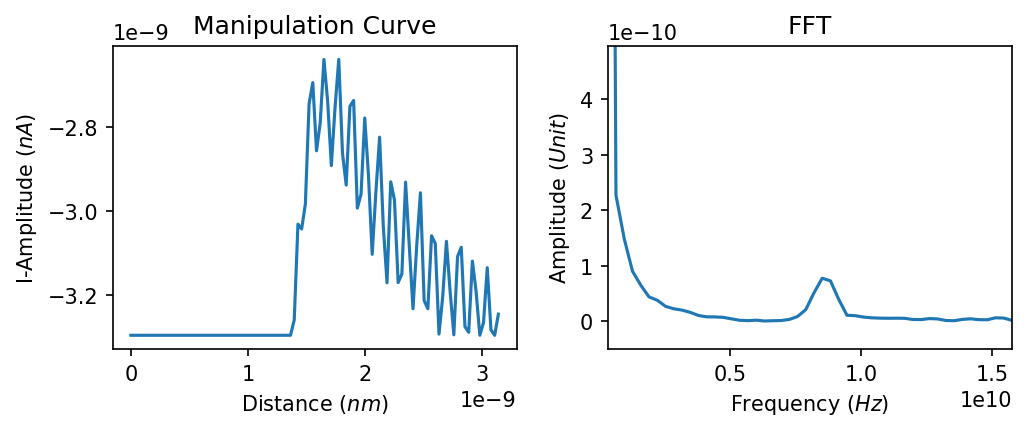 Manipulation Curve
1e−9
I-Amplitude (nA)
−2.8
−3.0
−3.2
0 1 2 3
1e−9
Distance (nm)
FFT
1e−10
Amplitude (Unit)
4
3
2
1
0
0.5 1.0 1.5
1e10
Frequency (Hz)